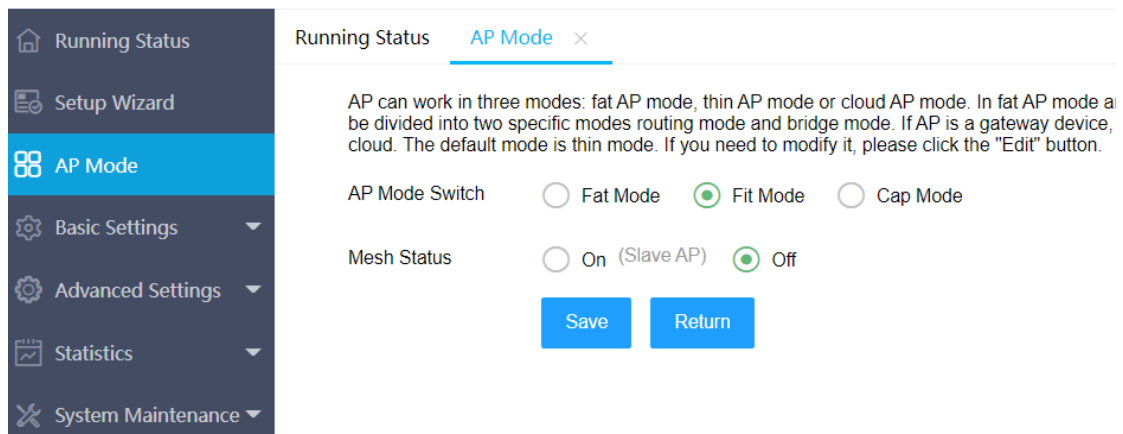 Running Status
Setup Wizard
AP Mode
Basic Settings
Advanced Settings
Statistics
System Maintenance
Running Status AP Mode ×
AP can work in three modes: fat AP mode, thin AP mode or cloud AP mode. In fat AP mode
be divided into two specific modes routing mode and bridge mode. If AP is a gateway device,
cloud. The default mode is thin mode. If you need to modify it, please click the "Edit" button.
AP Mode Switch Fat Mode Fit Mode Cap Mode
Mesh Status On (Slave AP) Off
Save Return